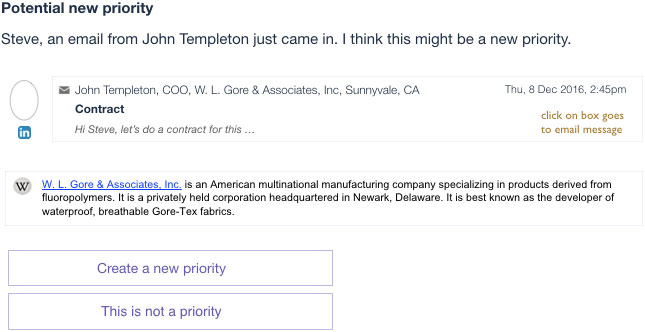 Potential new priority
Steve, an email from John Templeton just came in. I think this might be a new priority.
John Templeton, COO, W. L. Gore & Associates, Inc, Sunnyvale, CA
Thu, 8 Dec 2016, 2:45pm
Contract
click on box goes
to email message
Hi Steve, let's do a contract for this ...
in
W
W. L. Gore & Associates, Inc. is an American multinational manufacturing company specializing in products derived from
fluoropolymers. It is a privately held corporation headquartered in Newark, Delaware. It is best known as the developer of
waterproof, breathable Gore-Tex fabrics.
Create a new priority
This is not a priority